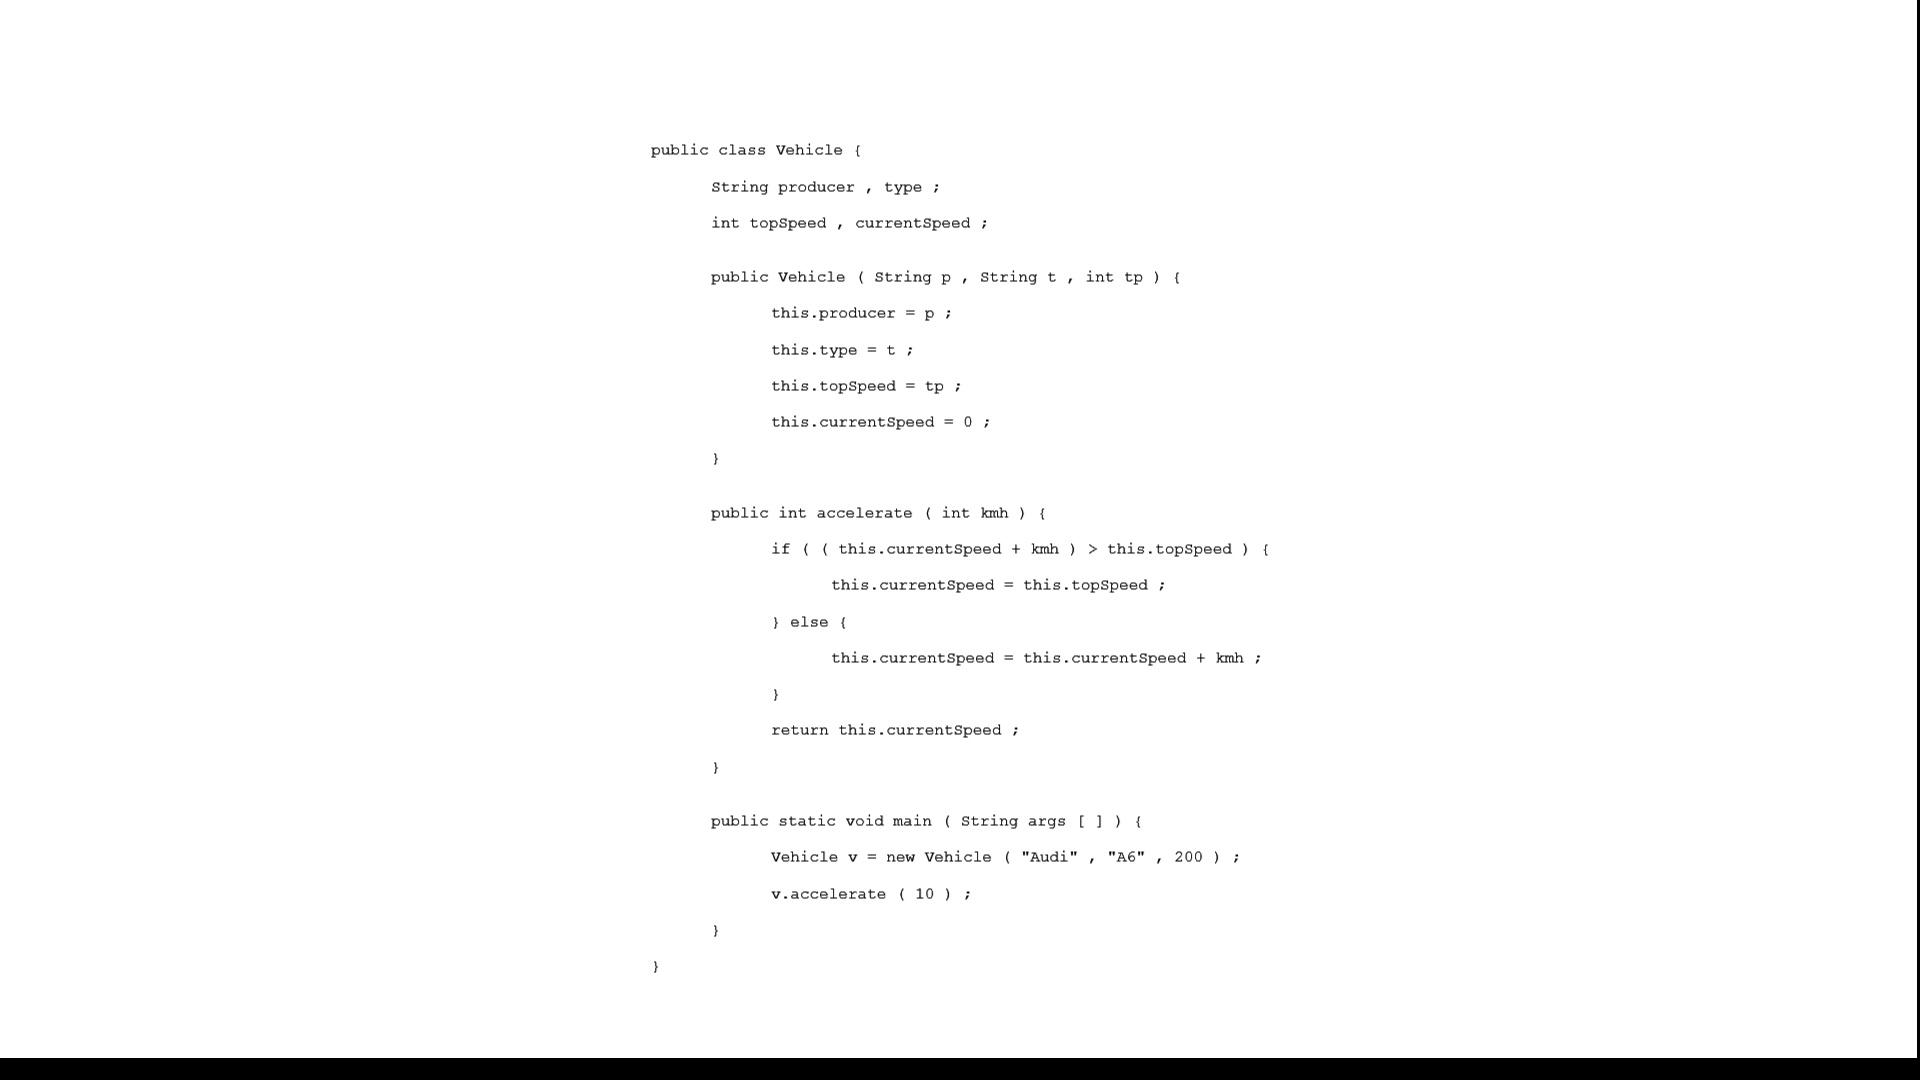 public class Vehicle {
String producer , type ;
int topSpeed , currentSpeed ;
public Vehicle ( String p , String t , int tp ) {
this.producer = p ;
this.type = t ;
this.topSpeed = tp ;
this.currentSpeed = 0 ;
}
public int accelerate ( int kmh ) {
if ( ( this.currentSpeed + kmh ) > this.topSpeed ) {
this.currentSpeed = this.topSpeed ;
} else {
this.currentSpeed = this.currentSpeed + kmh ;
}
return this.currentSpeed ;
}
public static void main ( String args [ ] ) {
Vehicle v = new Vehicle ( "Audi" , "A6" , 200 ) ;
v.accelerate ( 10 ) ;
}
}